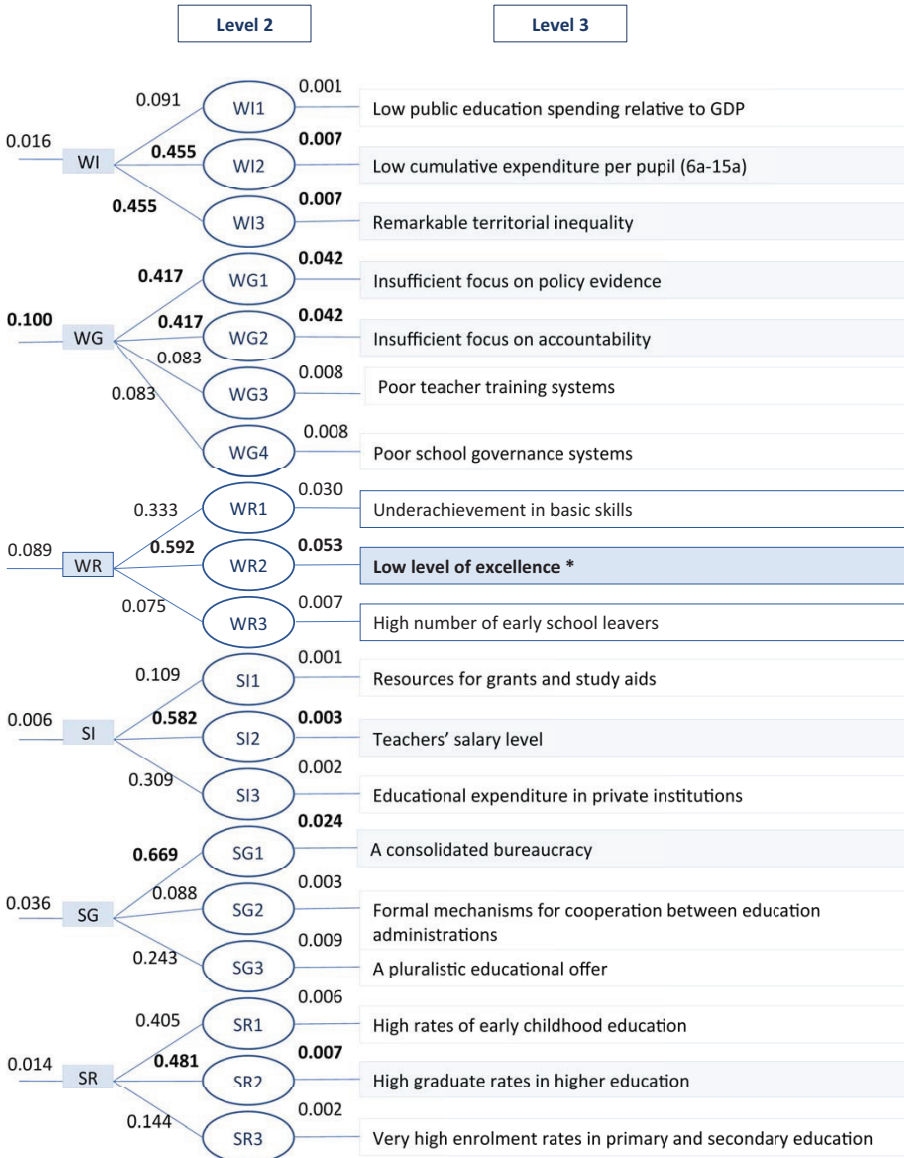 Level 2 Level 3
0.001
0.091 WI1 Low public education spending relative to GDP
0.016 0.007
WI 0.455 WI2 Low cumulative expenditure per pupil (6a-15a)
0.007
0.455 WI3 Remarkable territorial inequality
0.042
0.417 WG1 Insufficient focus on policy evidence
0.100 0.042
WG 0.417 WG2 Insufficient focus on accountability
0.083 0.008
0.083 WG3 Poor teacher training systems
0.008
WG4 Poor school governance systems
0.030
0.333 WR1 Underachievement in basic skills
0.089 0.053
WR 0.592 WR2 Low level of excellence *
0.007
0.075 WR3 High number of early school leavers
0.001
0.109 SI1 Resources for grants and study aids
0.006 0.003
SI 0.582 SI2 Teachers’ salary level
0.002
0.309 SI3 Educational expenditure in private institutions
0.024
0.669 SG1 A consolidated bureaucracy
0.003
0.036 0.088 SG2 Formal mechanisms for cooperation between education
SG administrations
0.009
0.243 SG3 A pluralistic educational offer
0.006
0.405 SR1 High rates of early childhood education
0.014 0.007
SR 0.481 SR2 High graduate rates in higher education
0.002
0.144 SR3 Very high enrolment rates in primary and secondary education